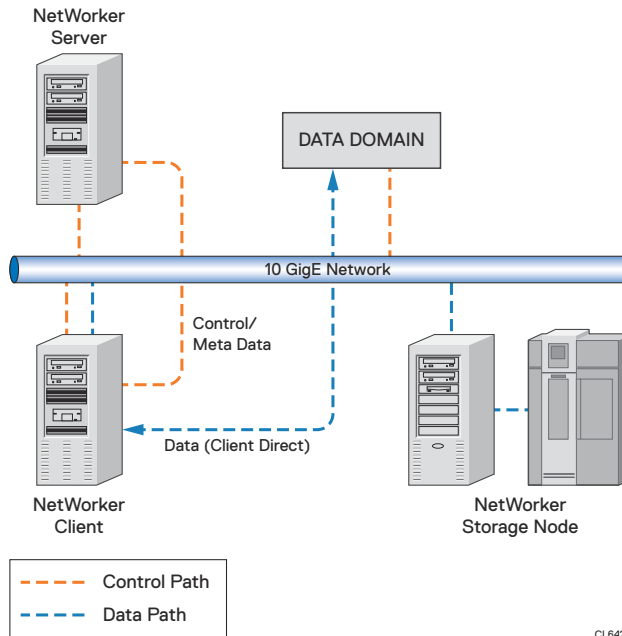 NetWorker
Server
DATA DOMAIN
10 GigE Network
Control/
Meta Data
Data (Client Direct)
NetWorker
Client
NetWorker
Storage Node
Control Path
Data Path